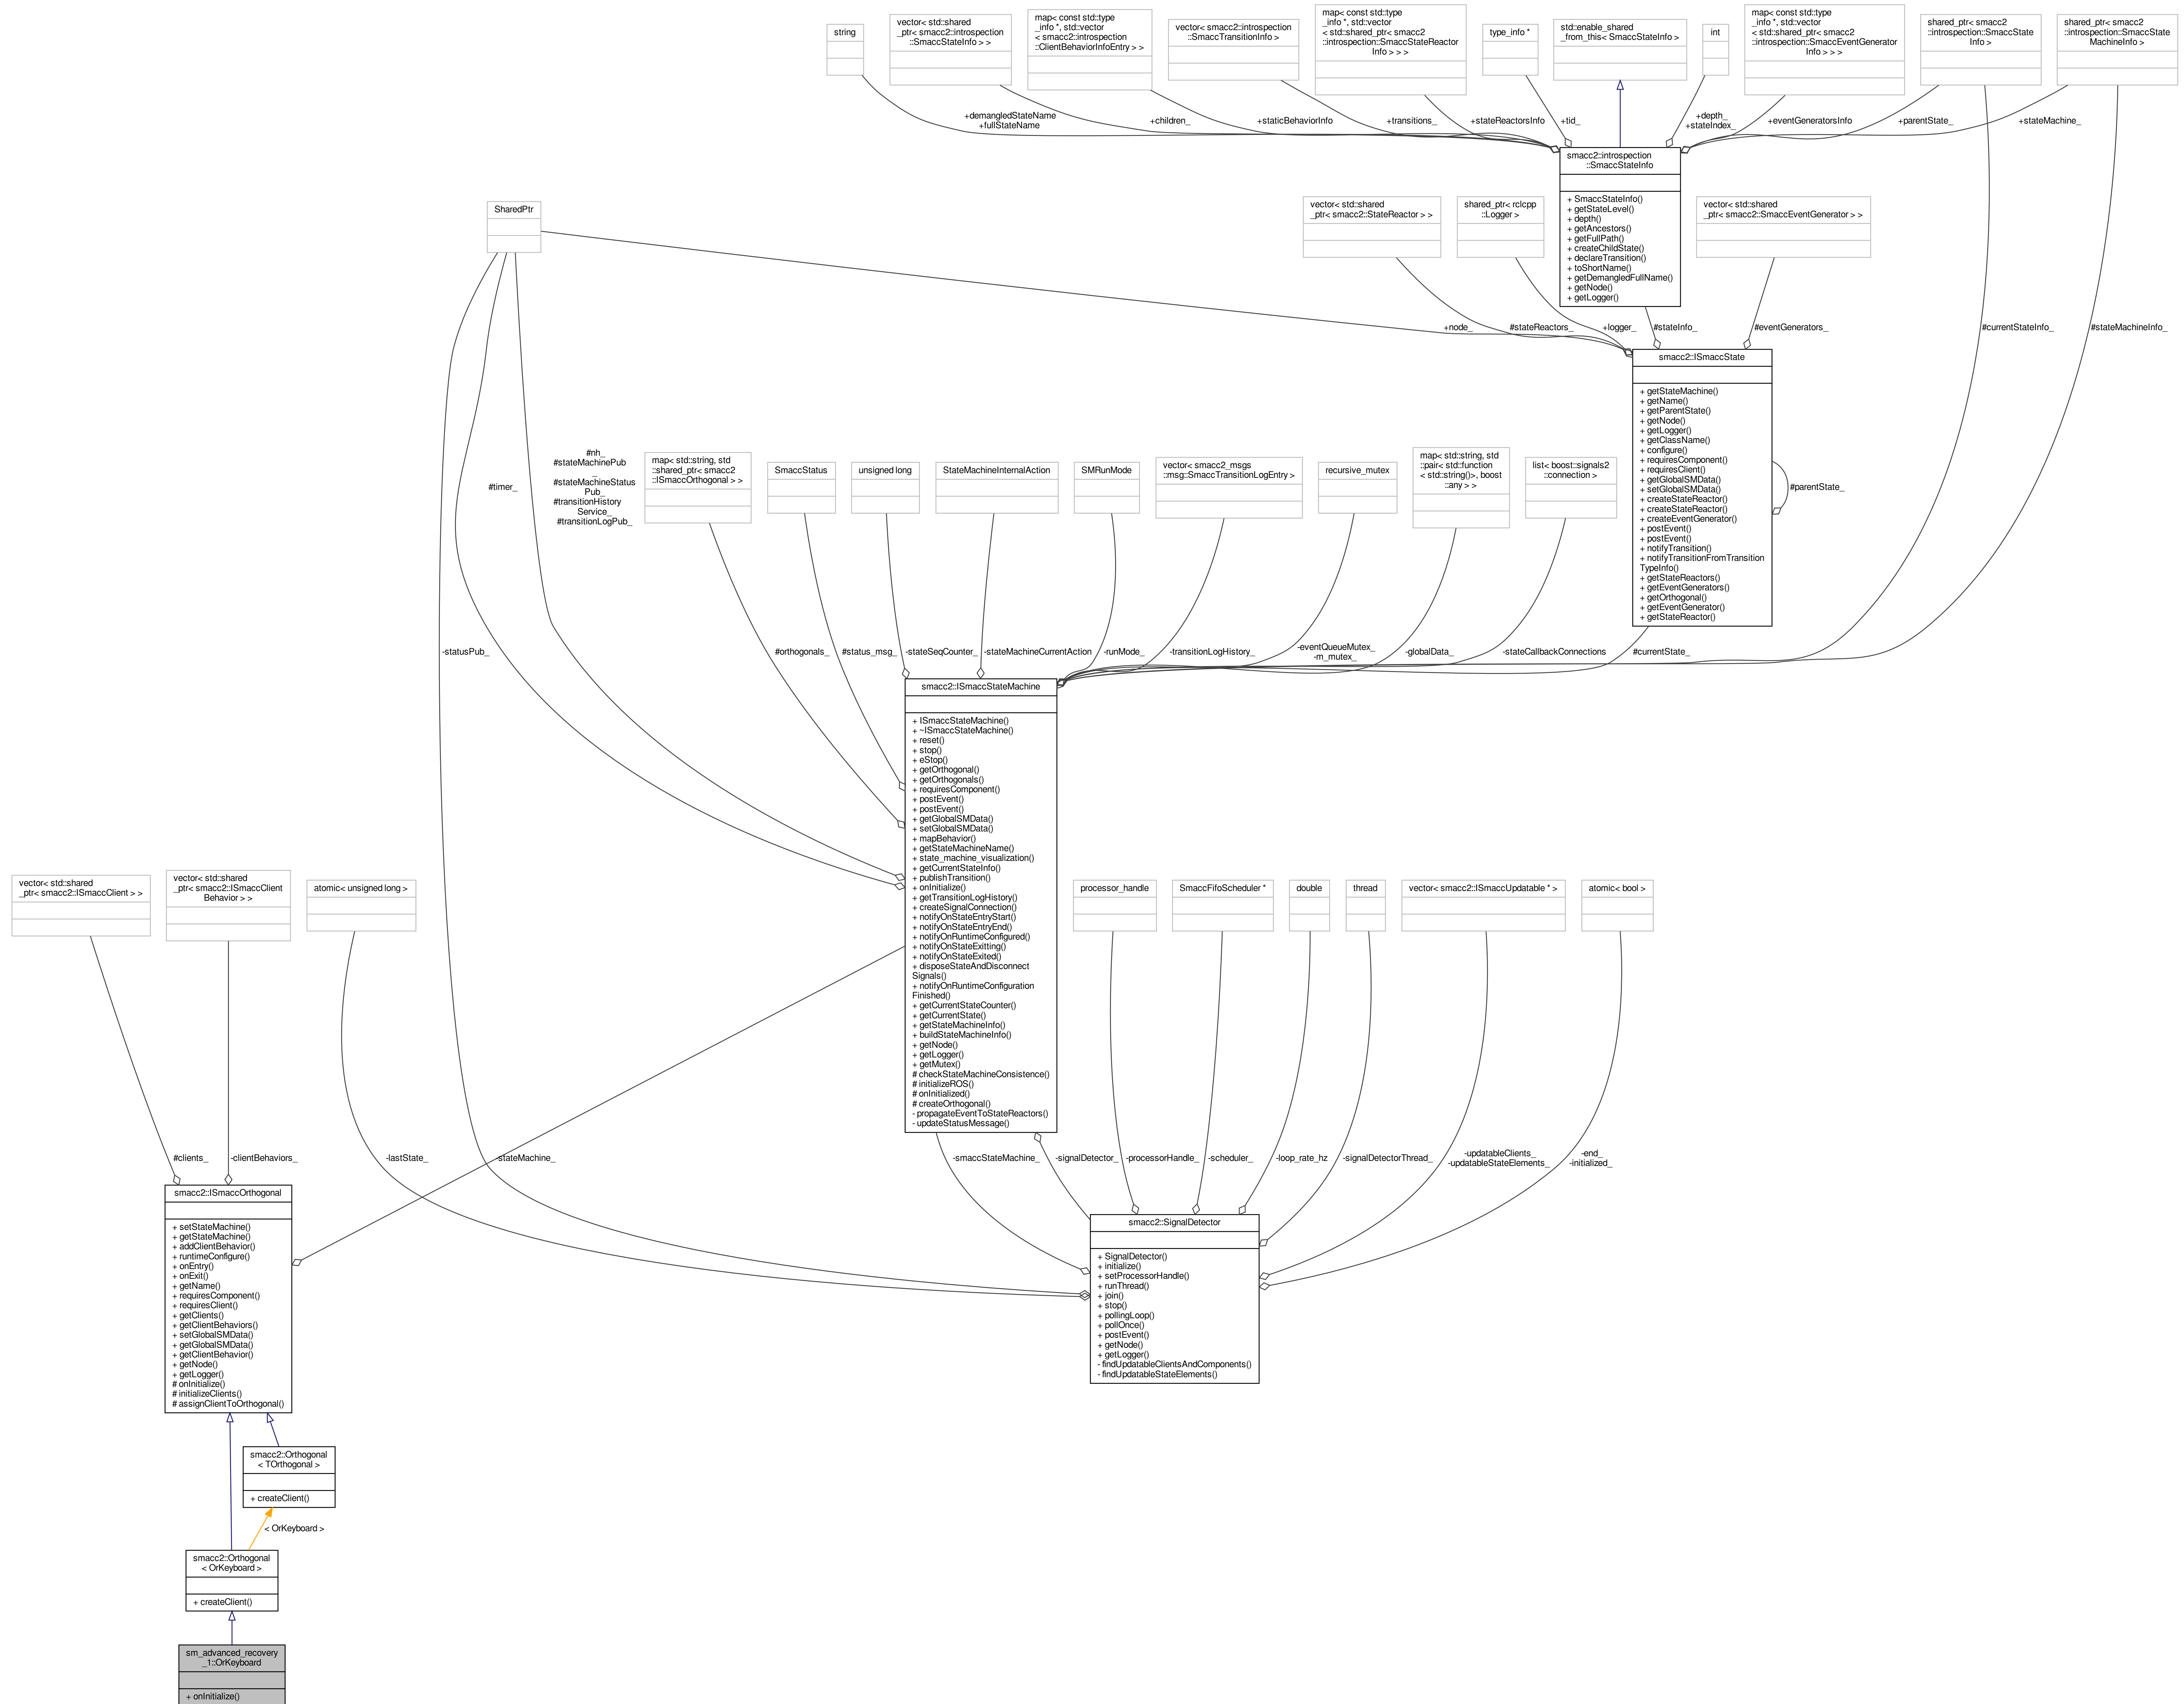 string
vector< std::shared
_ptr< smacc2::introspection
::SmaccStateInfo > >
map< const std::type
_info *, std::vector
< smacc2::introspection
::ClientBehaviorInfoEntry > >
vector< smacc2::introspection
::SmaccTransitionInfo >
map< const std::type
_info *, std::vector
< std::shared_ptr< smacc2
::introspection::SmaccStateReactor
Info > > >
type_info *
std::enable_shared
_from_this< SmaccStateInfo >
int
map< const std::type
_info *, std::vector
< std::shared_ptr< smacc2
::introspection::SmaccEventGenerator
Info > > >
shared_ptr< smacc2
::introspection::SmaccState
Info >
shared_ptr< smacc2
::introspection::SmaccState
MachineInfo >
+demangledStateName
+fullStateName
+children_
+staticBehaviorInfo
+transitions_
+stateReactorsInfo
+tid_
+depth_
+stateIndex_
+eventGeneratorsInfo
+parentState_
+stateMachine_
smacc2::introspection
::SmaccStateInfo
+ SmaccStateInfo()
+ getStateLevel()
+ depth()
+ getAncestors()
+ getFullPath()
+ createChildState()
+ declareTransition()
+ toShortName()
+ getDemangledFullName()
+ getNode()
+ getLogger()
SharedPtr
vector< std::shared
_ptr< smacc2::StateReactor > >
shared_ptr< rclcpp
::Logger >
vector< std::shared
_ptr< smacc2::SmaccEventGenerator > >
+node_
#stateReactors_
+logger_
#stateInfo_
#eventGenerators_
#currentStateInfo_
#stateMachineInfo_
smacc2::ISmaccState
+ getStateMachine()
+ getName()
+ getParentState()
+ getNode()
+ getLogger()
+ getClassName()
+ configure()
+ requiresComponent()
+ requiresClient()
+ getGlobalSMData()
+ setGlobalSMData()
+ createStateReactor()
+ createStateReactor()
+ createEventGenerator()
+ postEvent()
+ postEvent()
+ notifyTransition()
+ notifyTransitionFromTransition
TypeInfo()
+ getStateReactors()
+ getEventGenerators()
+ getOrthogonal()
+ getEventGenerator()
+ getStateReactor()
#parentState_
#timer_
#nh_
#stateMachinePub
_
#stateMachineStatus
Pub_
#transitionHistory
Service_
#transitionLogPub_
map< std::string, std
::shared_ptr< smacc2
::ISmaccOrthogonal > >
SmaccStatus
unsigned long
StateMachineInternalAction
SMRunMode
vector< smacc2_msgs
::msg::SmaccTransitionLogEntry >
recursive_mutex
map< std::string, std
::pair< std::function
< std::string()>, boost
::any > >
list< boost::signals2
::connection >
-statusPub_
#orthogonals_
#status_msg_
-stateSeqCounter_
-stateMachineCurrentAction
-runMode_
-transitionLogHistory_
-eventQueueMutex_
-m_mutex_
-globalData_
-stateCallbackConnections
#currentState_
smacc2::ISmaccStateMachine
+ ISmaccStateMachine()
+ ~ISmaccStateMachine()
+ reset()
+ stop()
+ eStop()
+ getOrthogonal()
+ getOrthogonals()
+ requiresComponent()
+ postEvent()
+ postEvent()
+ getGlobalSMData()
+ setGlobalSMData()
+ mapBehavior()
+ getStateMachineName()
+ state_machine_visualization()
+ getCurrentStateInfo()
+ publishTransition()
+ onInitialize()
+ getTransitionLogHistory()
+ createSignalConnection()
+ notifyOnStateEntryStart()
+ notifyOnStateEntryEnd()
+ notifyOnRuntimeConfigured()
+ notifyOnStateExitting()
+ notifyOnStateExited()
+ disposeStateAndDisconnect
Signals()
+ notifyOnRuntimeConfiguration
Finished()
+ getCurrentStateCounter()
+ getCurrentState()
+ getStateMachineInfo()
+ buildStateMachineInfo()
+ getNode()
+ getLogger()
+ getMutex()
# checkStateMachineConsistence()
# initializeROS()
# onInitialized()
# createOrthogonal()
- propagateEventToStateReactors()
- updateStatusMessage()
vector< std::shared
_ptr< smacc2::ISmaccClient > >
vector< std::shared
_ptr< smacc2::ISmaccClient
Behavior > >
atomic< unsigned long >
processor_handle
SmaccFifoScheduler *
double
thread
vector< smacc2::ISmaccUpdatable * >
atomic< bool >
#clients_
-clientBehaviors_
-lastState_
-stateMachine_
-smaccStateMachine_
-signalDetector_
-processorHandle_
-scheduler_
-loop_rate_hz
-signalDetectorThread_
-updatableClients_
-updatableStateElements_
-end_
-initialized_
smacc2::ISmaccOrthogonal
+ setStateMachine()
+ getStateMachine()
+ addClientBehavior()
+ runtimeConfigure()
+ onEntry()
+ onExit()
+ getName()
+ requiresComponent()
+ requiresClient()
+ getClients()
+ getClientBehaviors()
+ setGlobalSMData()
+ getGlobalSMData()
+ getClientBehavior()
+ getNode()
+ getLogger()
# onInitialize()
# initializeClients()
# assignClientToOrthogonal()
smacc2::SignalDetector
+ SignalDetector()
+ initialize()
+ setProcessorHandle()
+ runThread()
+ join()
+ stop()
+ pollingLoop()
+ pollOnce()
+ postEvent()
+ getNode()
+ getLogger()
- findUpdatableClientsAndComponents()
- findUpdatableStateElements()
smacc2::Orthogonal
< TOrthogonal >
+ createClient()
< OrKeyboard >
smacc2::Orthogonal
< OrKeyboard >
+ createClient()
sm_advanced_recovery
_1::OrKeyboard
+ onInitialize()